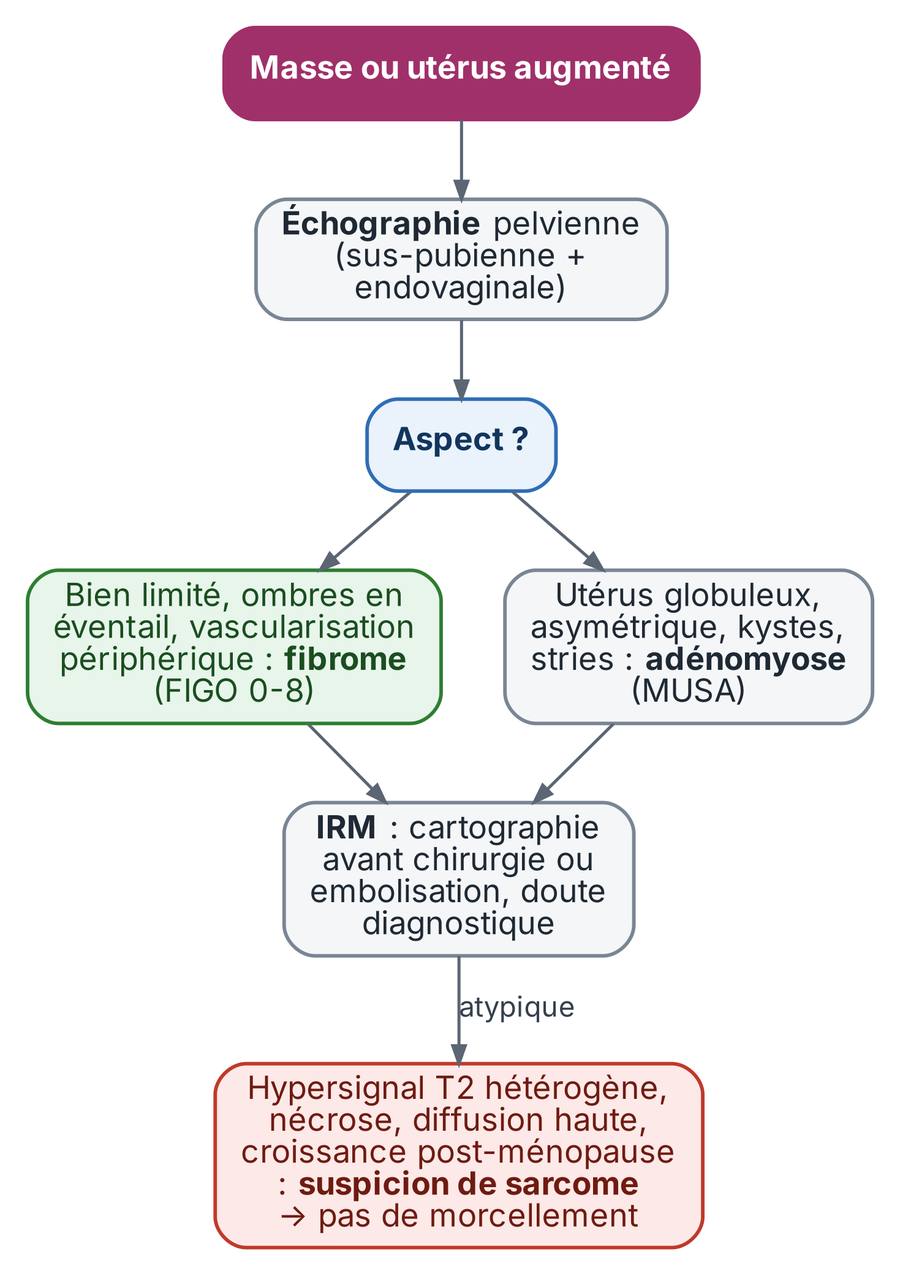 Masse ou utérus augmenté
Échographie pelvienne
(sus-pubienne +
endovaginale)
Aspect ?
Bien limité, ombres en
éventail, vascularisation
périphérique : fibrome
(FIGO 0-8)
Utérus globuleux,
asymétrique, kystes,
stries : adénomyose
(MUSA)
IRM : cartographie
avant chirurgie ou
embolisation, doute
diagnostique
atypique
Hypersignal T2 hétérogène,
nécrose, diffusion haute,
croissance post-ménopause
: suspicion de sarcome
→ pas de morcellement